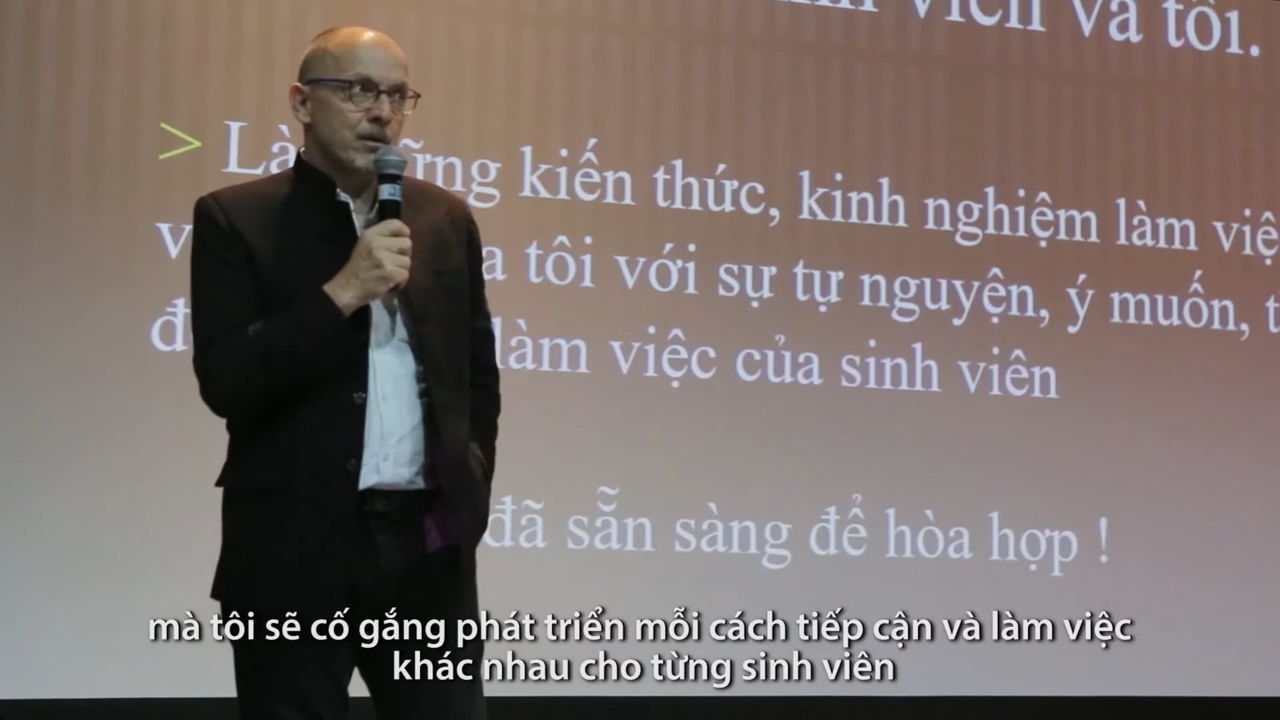 viên và tôi.
> Là những kiến thức, kinh nghiệm làm
a tôi với sự tự nguyện, ý muốn,
làm việc của sinh viên
đã sẵn sàng để hòa hợp !
mà tôi sẽ cố gắng phát triển mỗi cách tiếp cận và làm việc
khác nhau cho từng sinh viên